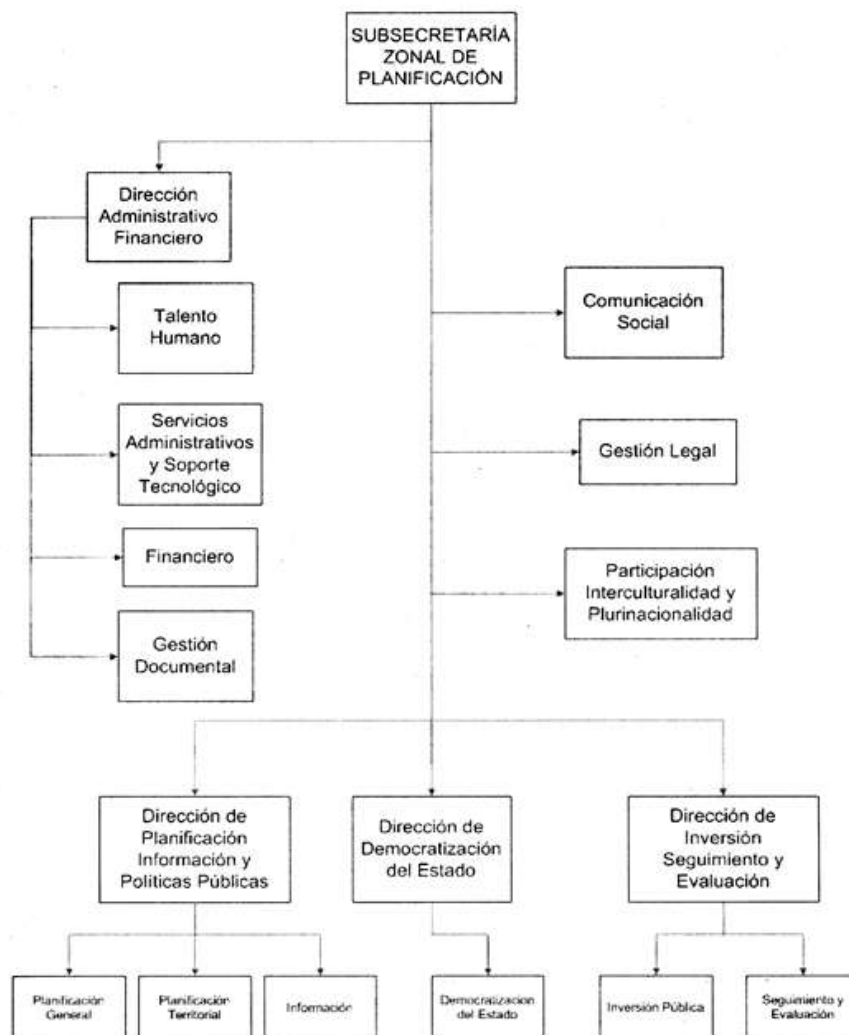 SUBSECRETARÍA
ZONAL DE
PLANIFICACIÓN
Dirección
Administrativo
Financiero
Talento
Humano
Servicios
Administrativos
y Soporte
Tecnológico
Financiero
Gestión
Documental
Comunicación
Social
Gestión Legal
Participación
Interculturalidad y
Plurinacionalidad
Dirección de
Planificación
Información y
Políticas Públicas
Dirección de
Democratización
del Estado
Dirección de
Inversión
Seguimiento y
Evaluación
Planificación
General
Planificación
Territorial
Información
Democratizacion
del Estado
Inversión Pública
Seguimiento y
Evaluación